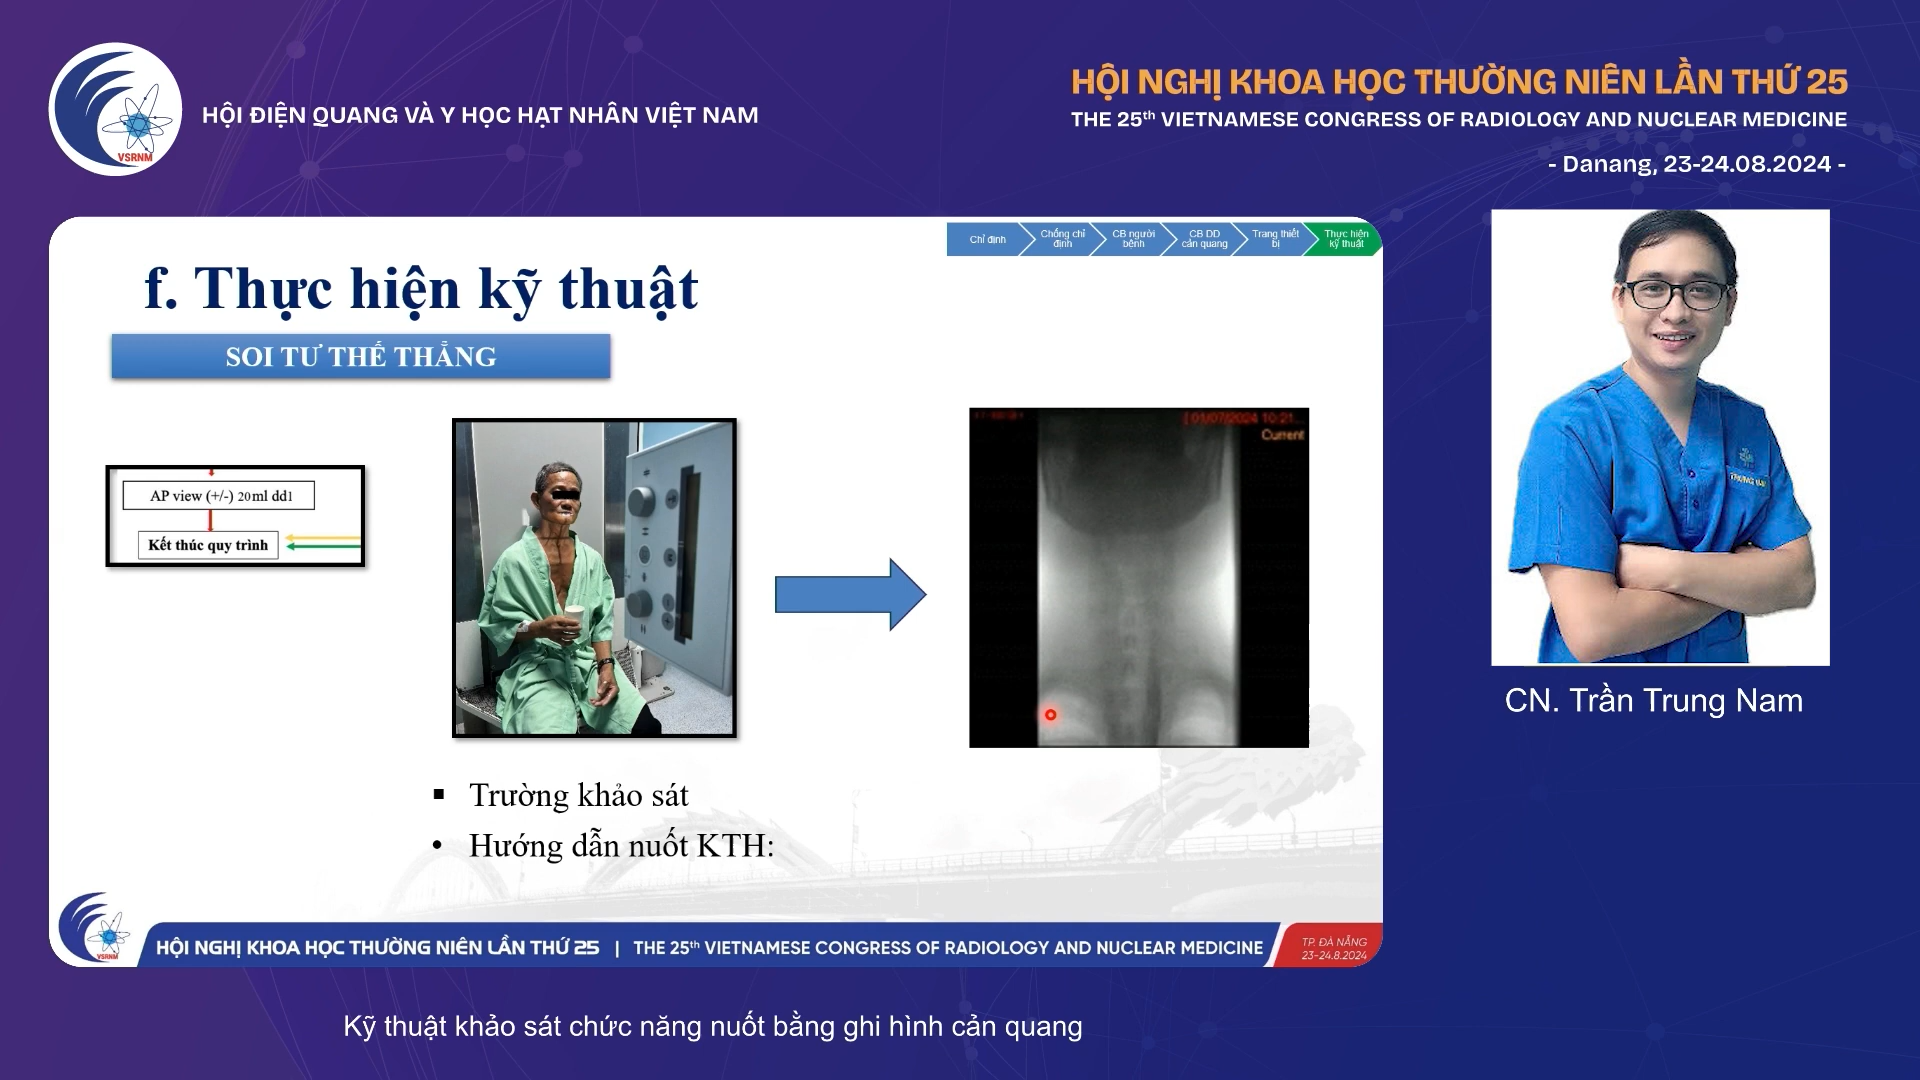 HỘI ĐIỆN QUANG VÀ Y HỌC HẠT NHÂN VIỆT NAM
VSRNM
HỘI NGHỊ KHOA HỌC THƯỜNG NIÊN LẦN THỨ 25
THE 25th VIETNAMESE CONGRESS OF RADIOLOGY AND NUCLEAR MEDICINE
- Danang, 23-24.08.2024 -
Chỉ định
Chống chỉ
định
CB người
bệnh
CB DD
cản quang
Trang thiết
bị
Thực hiện
kỹ thuật
f. Thực hiện kỹ thuật
SOI TƯ THẾ THẲNG
AP view (+/-) 20ml dd1
Kết thúc quy trình
[ 01/07/2024 10:21...
Current
▪ Trường khảo sát
• Hướng dẫn nuốt KTH:
VSRNM
HỘI NGHỊ KHOA HỌC THƯỜNG NIÊN LẦN THỨ 25 | THE 25th VIETNAMESE CONGRESS OF RADIOLOGY AND NUCLEAR MEDICINE
TP. ĐÀ NẴNG
23-24.8.2024
CN. Trần Trung Nam
Kỹ thuật khảo sát chức năng nuốt bằng ghi hình cản quang